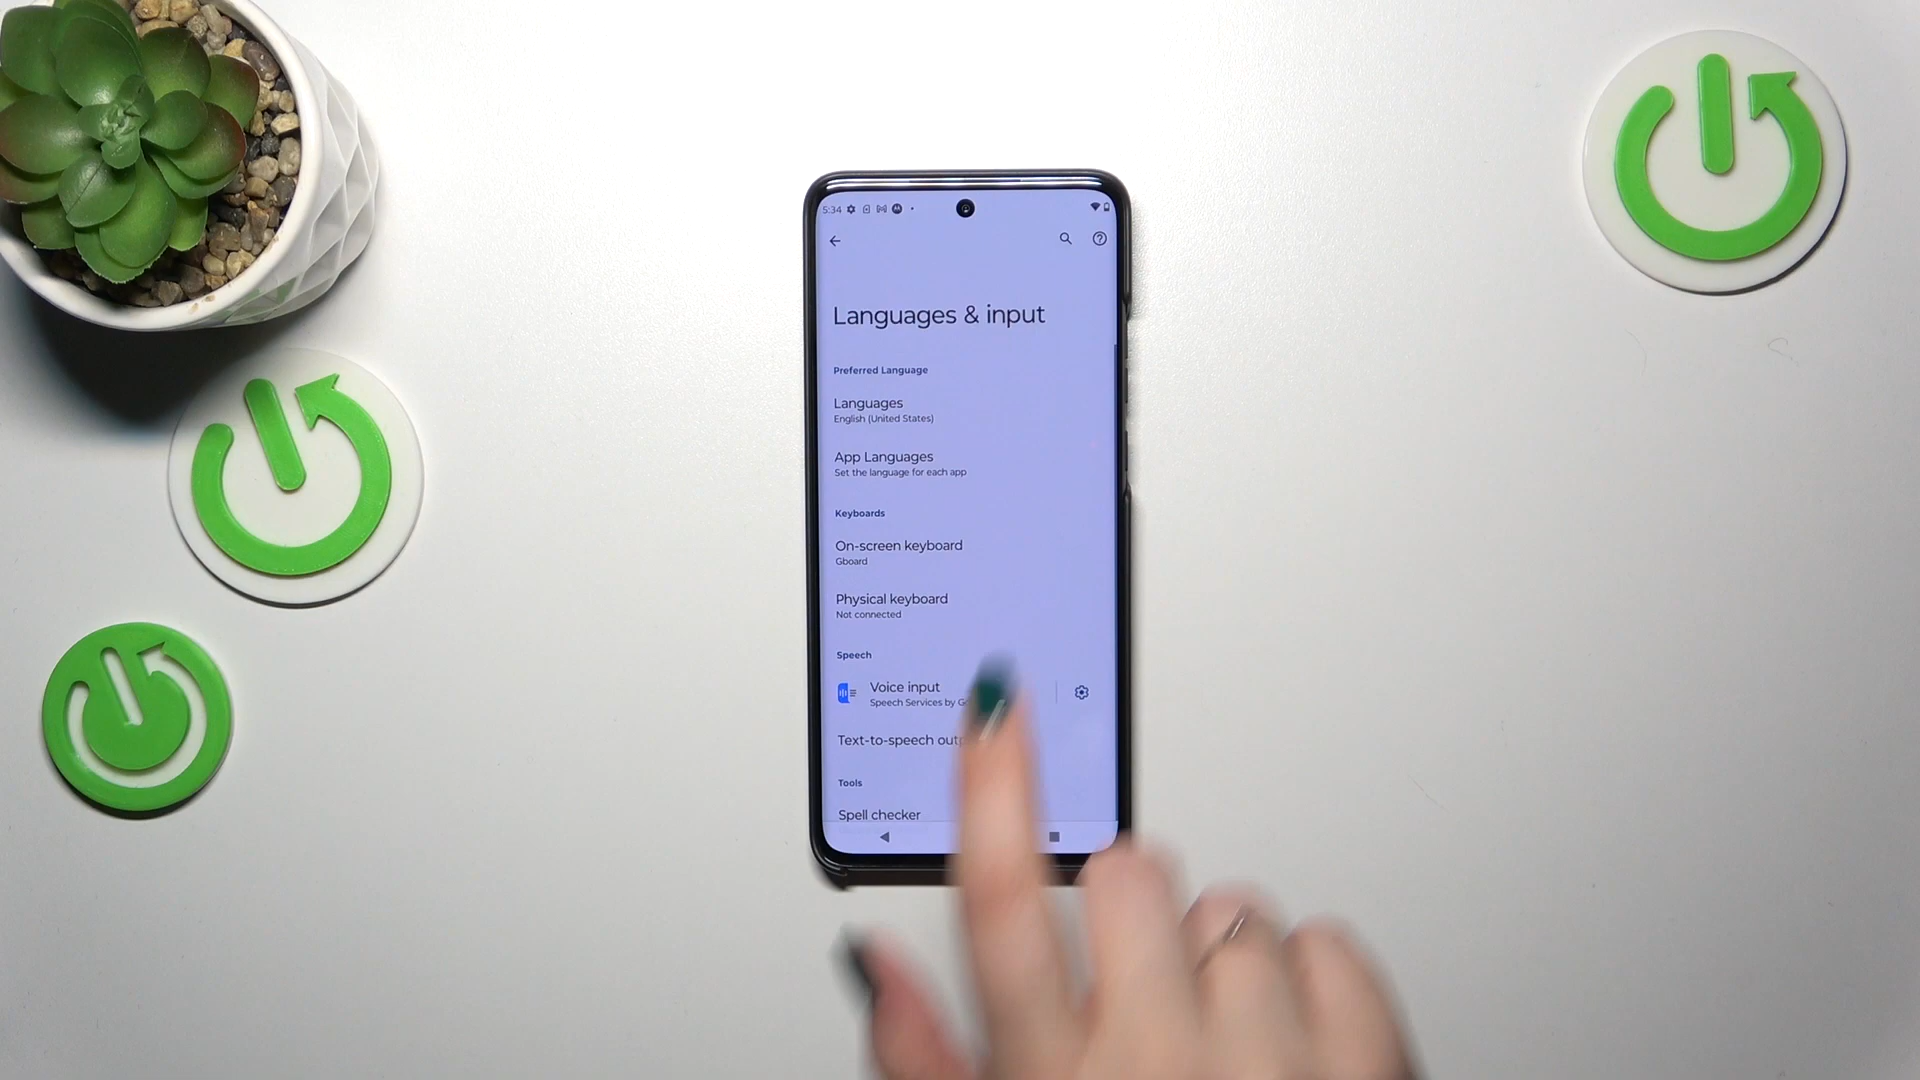 5:34
Languages & input
Preferred Language
Languages
English (United States)
App Languages
Set the language for each app
Keyboards
On-screen keyboard
Gboard
Physical keyboard
Not connected
Speech
Voice input
Speech Services by
Text-to-speech
Tools
Spell checker